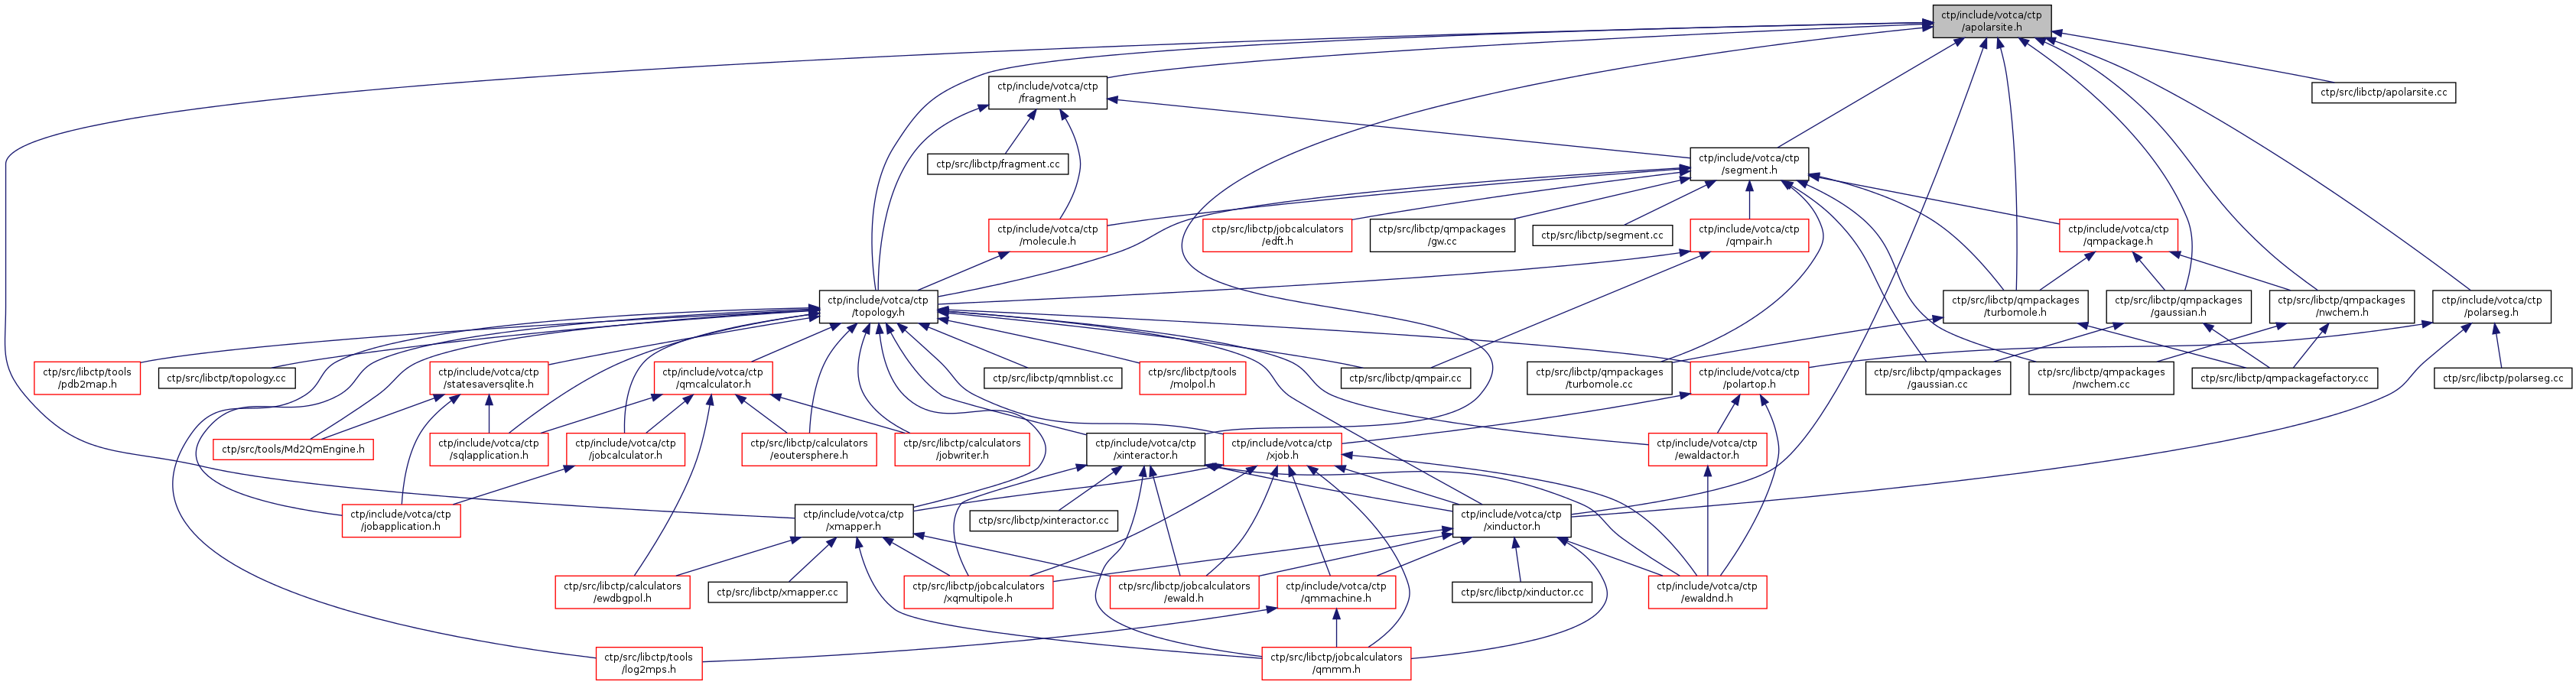 ctp/include/votca/ctp
/apolarsite.h
ctp/include/votca/ctp
/fragment.h
ctp/src/libctp/apolarsite.cc
ctp/src/libctp/fragment.cc
ctp/include/votca/ctp
/segment.h
ctp/include/votca/ctp
/molecule.h
ctp/src/libctp/jobcalculators
/edft.h
ctp/src/libctp/qmpackages
/gw.cc
ctp/src/libctp/segment.cc
ctp/include/votca/ctp
/qmpair.h
ctp/include/votca/ctp
/qmpackage.h
ctp/include/votca/ctp
/topology.h
ctp/src/libctp/qmpackages
/turbomole.h
ctp/src/libctp/qmpackages
/gaussian.h
ctp/src/libctp/qmpackages
/nwchem.h
ctp/include/votca/ctp
/polarseg.h
ctp/src/libctp/tools
/pdb2map.h
ctp/src/libctp/topology.cc
ctp/include/votca/ctp
/statesaversqlite.h
ctp/include/votca/ctp
/qmcalculator.h
ctp/src/libctp/qmnblist.cc
ctp/src/libctp/tools
/molpol.h
ctp/src/libctp/qmpair.cc
ctp/src/libctp/qmpackages
/turbomole.cc
ctp/include/votca/ctp
/polartop.h
ctp/src/libctp/qmpackages
/gaussian.cc
ctp/src/libctp/qmpackages
/nwchem.cc
ctp/src/libctp/qmpackagefactory.cc
ctp/src/libctp/polarseg.cc
ctp/src/tools/Md2QmEngine.h
ctp/include/votca/ctp
/sqlapplication.h
ctp/include/votca/ctp
/jobcalculator.h
ctp/src/libctp/calculators
/eoutersphere.h
ctp/src/libctp/calculators
/jobwriter.h
ctp/include/votca/ctp
/xinteractor.h
ctp/include/votca/ctp
/xjob.h
ctp/include/votca/ctp
/ewaldactor.h
ctp/include/votca/ctp
/jobapplication.h
ctp/include/votca/ctp
/xmapper.h
ctp/src/libctp/xinteractor.cc
ctp/include/votca/ctp
/xinductor.h
ctp/src/libctp/calculators
/ewdbgpol.h
ctp/src/libctp/xmapper.cc
ctp/src/libctp/jobcalculators
/xqmultipole.h
ctp/src/libctp/jobcalculators
/ewald.h
ctp/include/votca/ctp
/qmmachine.h
ctp/src/libctp/xinductor.cc
ctp/include/votca/ctp
/ewaldnd.h
ctp/src/libctp/tools
/log2mps.h
ctp/src/libctp/jobcalculators
/qmmm.h